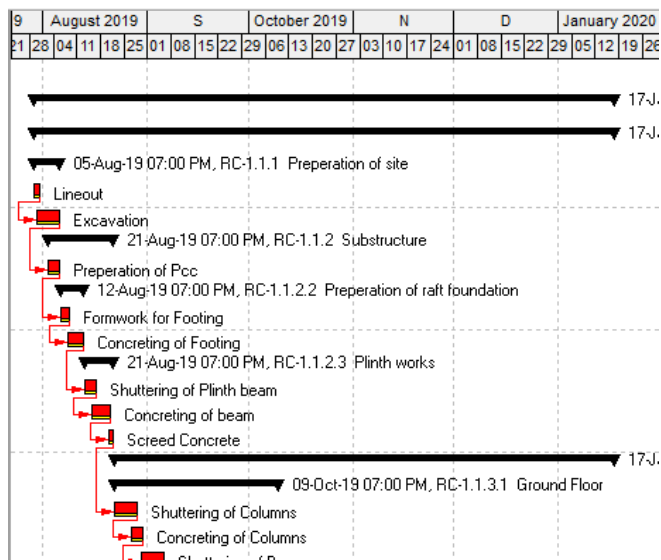 9 August 2019 S October 2019 N D January 2020
21 28 04 11 18 25 01 08 15 22 29 06 13 20 27 03 10 17 24 01 08 15 22 29 05 12 19 26
17-J
17-J
05-Aug-19 07:00 PM, RC-1.1.1 Preperation of site
Lineout
Excavation
21-Aug-19 07:00 PM, RC-1.1.2 Substructure
Preperation of Pcc
12-Aug-19 07:00 PM, RC-1.1.2.2 Preperation of raft foundation
Formwork for Footing
Concreting of Footing
21-Aug-19 07:00 PM, RC-1.1.2.3 Plinth works
Shuttering of Plinth beam
Concreting of beam
Screed Concrete
17-J
09-Oct-19 07:00 PM, RC-1.1.3.1 Ground Floor
Shuttering of Columns
Concreting of Columns